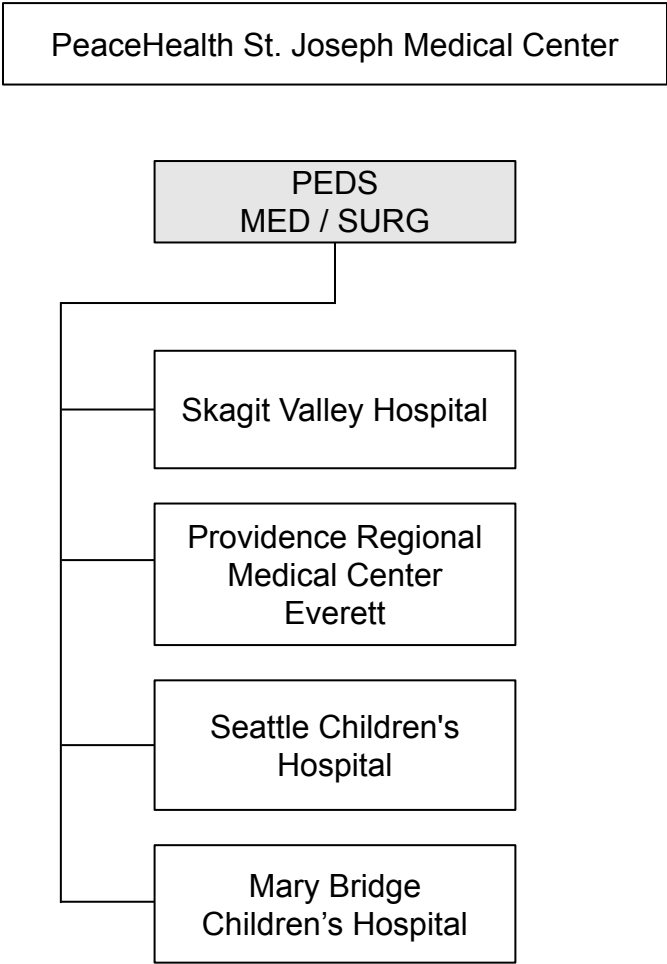 PeaceHealth St. Joseph Medical Center
PEDS
MED / SURG
Skagit Valley Hospital
Providence Regional
Medical Center
Everett
Seattle Children's
Hospital
Mary Bridge
Children’s Hospital